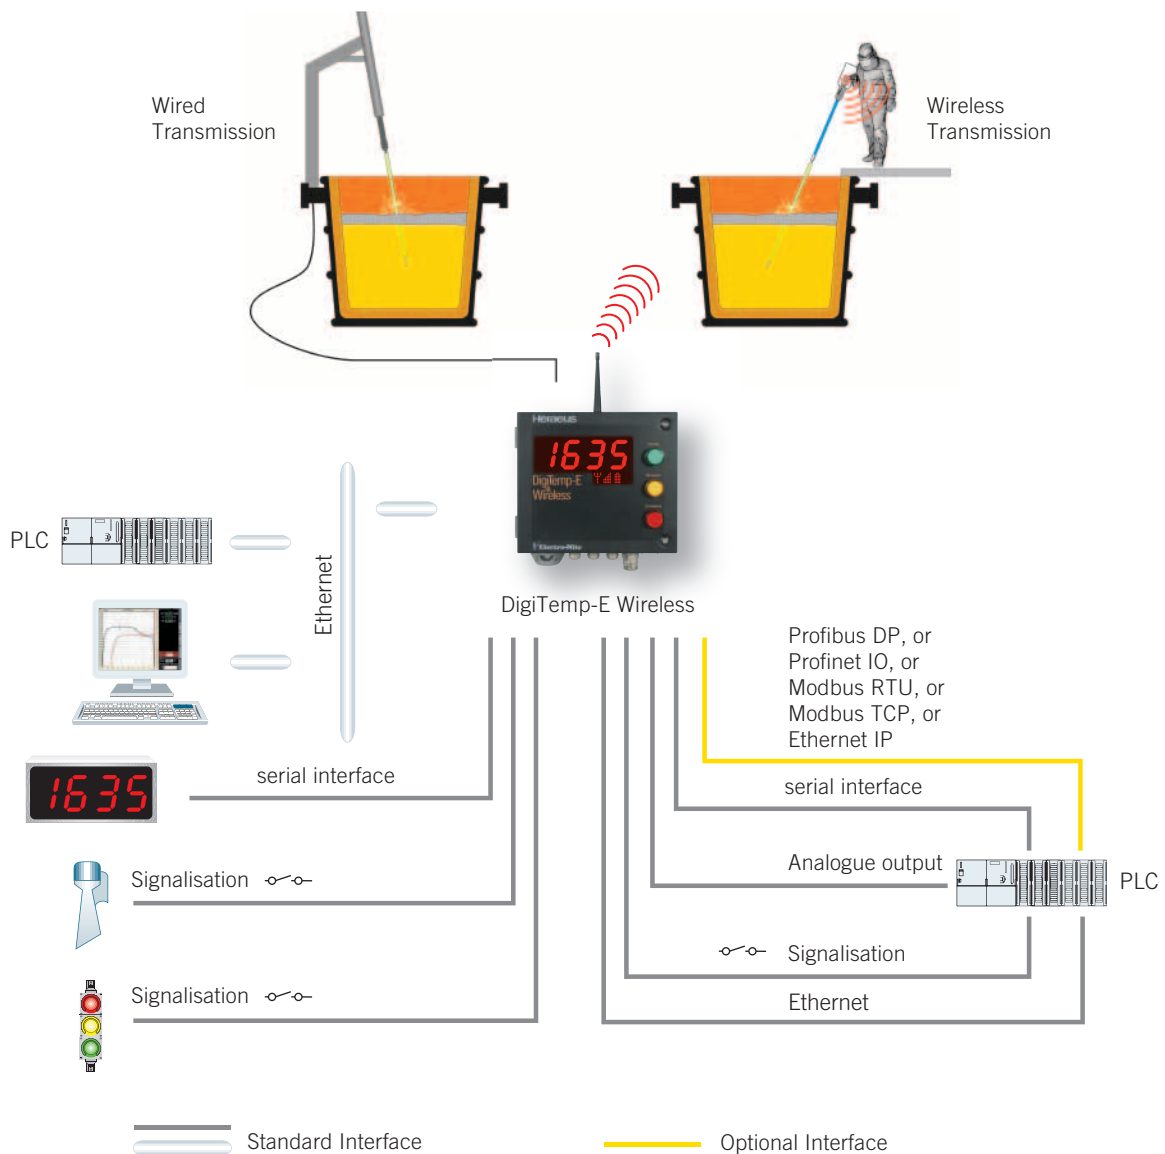 Wired
Transmission
Wireless
Transmission
Heraeus
1635
DigiTemp-E
Wireless
Electro-Nite
PLC
Ethernet
DigiTemp-E Wireless
Profibus DP, or
Profinet IO, or
Modbus RTU, or
Modbus TCP, or
Ethernet IP
1635
serial interface
serial interface
Signalisation
Analogue output
PLC
Signalisation
Signalisation
Ethernet
Standard Interface
Optional Interface